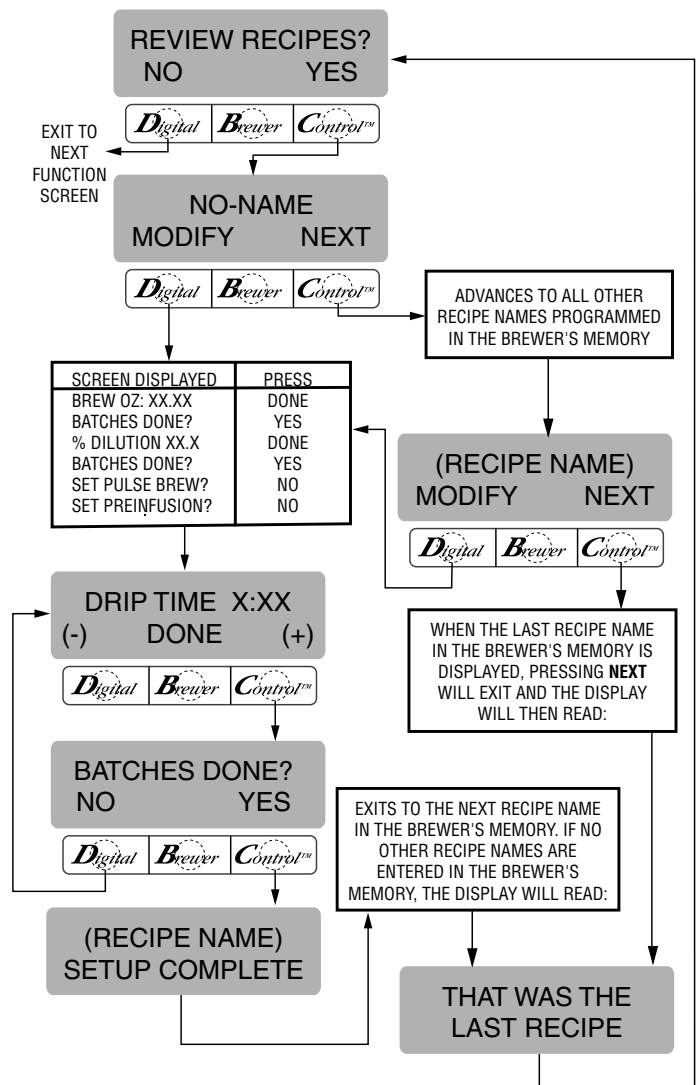 REVIEW RECIPES?
NO YES
Digital Brewer Control™
EXIT TO
NEXT
FUNCTION
SCREEN
NO-NAME
MODIFY NEXT
Digital Brewer Control™
ADVANCES TO ALL OTHER
RECIPE NAMES PROGRAMMED
IN THE BREWER'S MEMORY
SCREEN DISPLAYED PRESS
BREW OZ: XX.XX DONE
BATCHES DONE? YES
% DILUTION XX.X DONE
BATCHES DONE? YES
SET PULSE BREW? NO
SET PREINFUSION? NO
(RECIPE NAME)
MODIFY NEXT
Digital Brewer Control™
DRIP TIME X:XX
(-) DONE (+)
Digital Brewer Control™
WHEN THE LAST RECIPE NAME
IN THE BREWER'S MEMORY IS
DISPLAYED, PRESSING NEXT
WILL EXIT AND THE DISPLAY
WILL THEN READ:
BATCHES DONE?
NO YES
Digital Brewer Control™
EXITS TO THE NEXT RECIPE NAME
IN THE BREWER'S MEMORY. IF NO
OTHER RECIPE NAMES ARE
ENTERED IN THE BREWER'S
MEMORY, THE DISPLAY WILL READ:
(RECIPE NAME)
SETUP COMPLETE
THAT WAS THE
LAST RECIPE